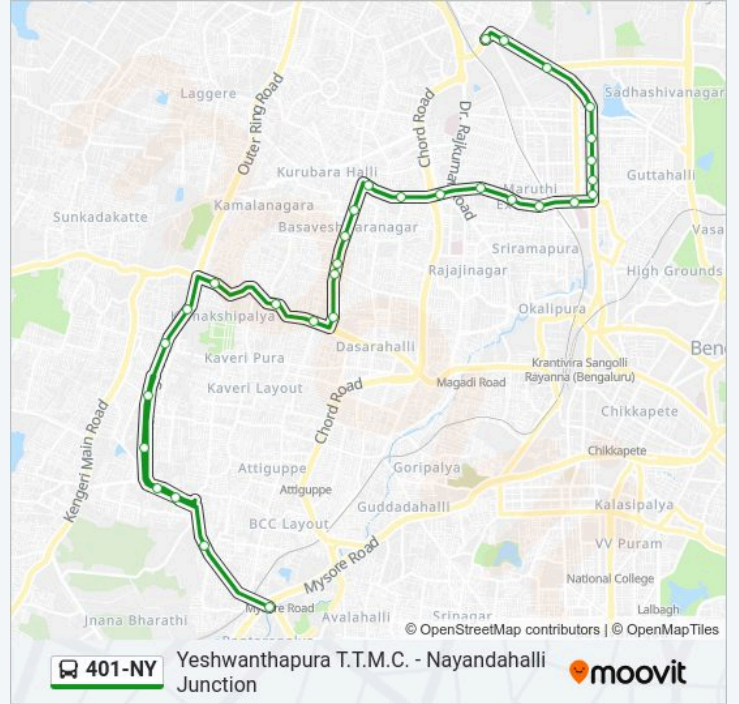 Sadhashivanagar
Laggere
Outer Ring Road
Chord Road
Dr. Rajkumar Road
Kurubara Halli
Guttahalli
Maruthi
Kamalanagara
Sunkadakatte
Basaveshwaranagar
Vasa
Sriramapura
High Grounds
Rajajinagar
Okalipura
Kamakshipalya
Dasarahalli
Ben
Kaveri Pura
Krantivira Sangolli
Rayanna (Bengaluru)
Kaveri Layout
Magadi Road
Chord Road
Chikkapete
Kengeri Main Road
Chikkapete
Attiguppe
Goripalya
Attiguppe
Guddadahalli
Kalasipalya
BCC Layout
VV Puram
Mysore Road
National College
Mysore Road
Lalbagh
Jnana Bharathi
Avalahalli
Srinagar
© OpenStreetMap contributors | © OpenMapTiles
401-NY
Yeshwanthapura T.T.M.C. - Nayandahalli
Junction
moovit